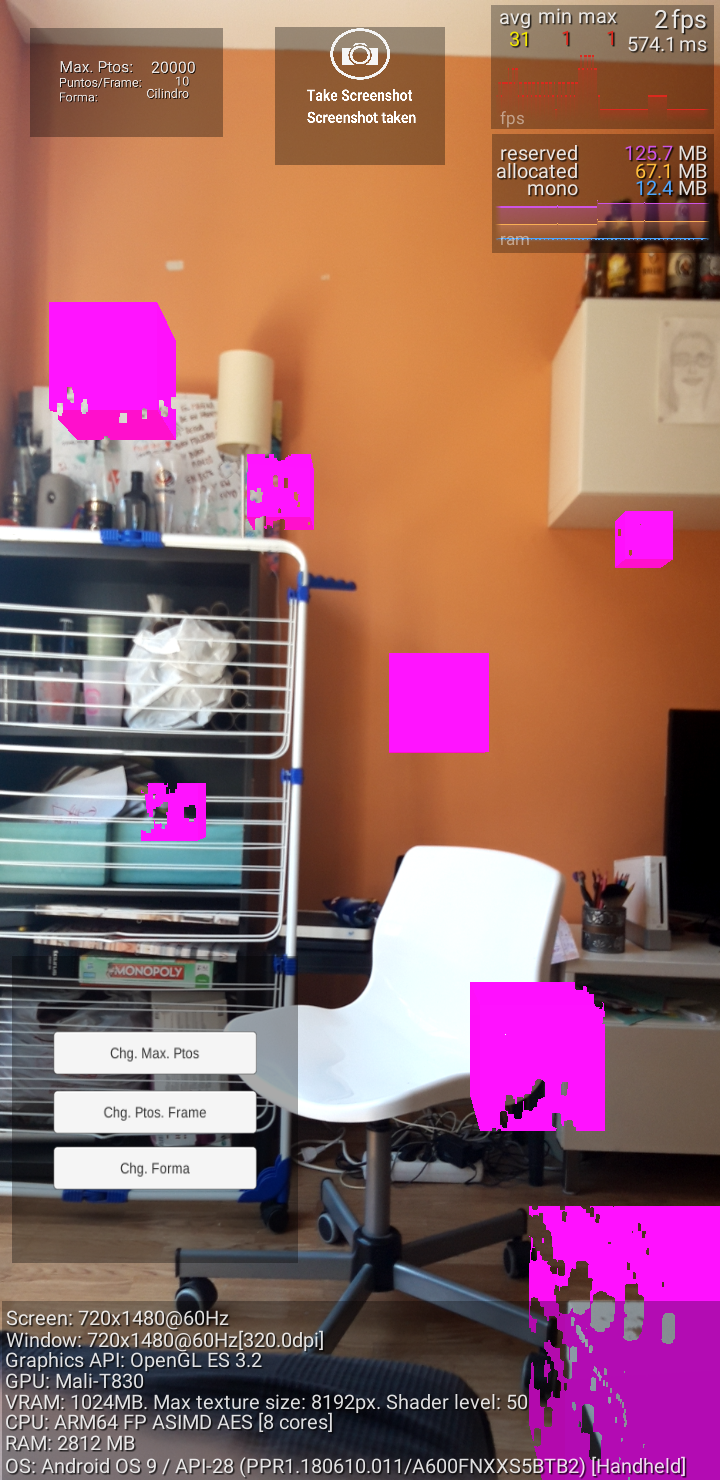 Max. Ptos: 20000
Puntos/Frame: 10
Forma: Cilindro
Take Screenshot
Screenshot taken
avg min max 2 fps
31 1 1 574.1 ms
fps
reserved 125.7 MB
allocated 67.1 MB
mono 12.4 MB
ram
MONOPOLY
Chg. Max. Ptos
Chg. Ptos. Frame
Chg. Forma
Screen: 720x1480@60Hz
Window: 720x1480@60Hz[320.0dpi]
Graphics API: OpenGL ES 3.2
GPU: Mali-T830
VRAM: 1024MB. Max texture size: 8192px. Shader level: 50
CPU: ARM64 FP ASIMD AES [8 cores]
RAM: 2812 MB
OS: Android OS 9 / API-28 (PPR1.180610.011/A600FNXXS5BTB2) [Handheld]